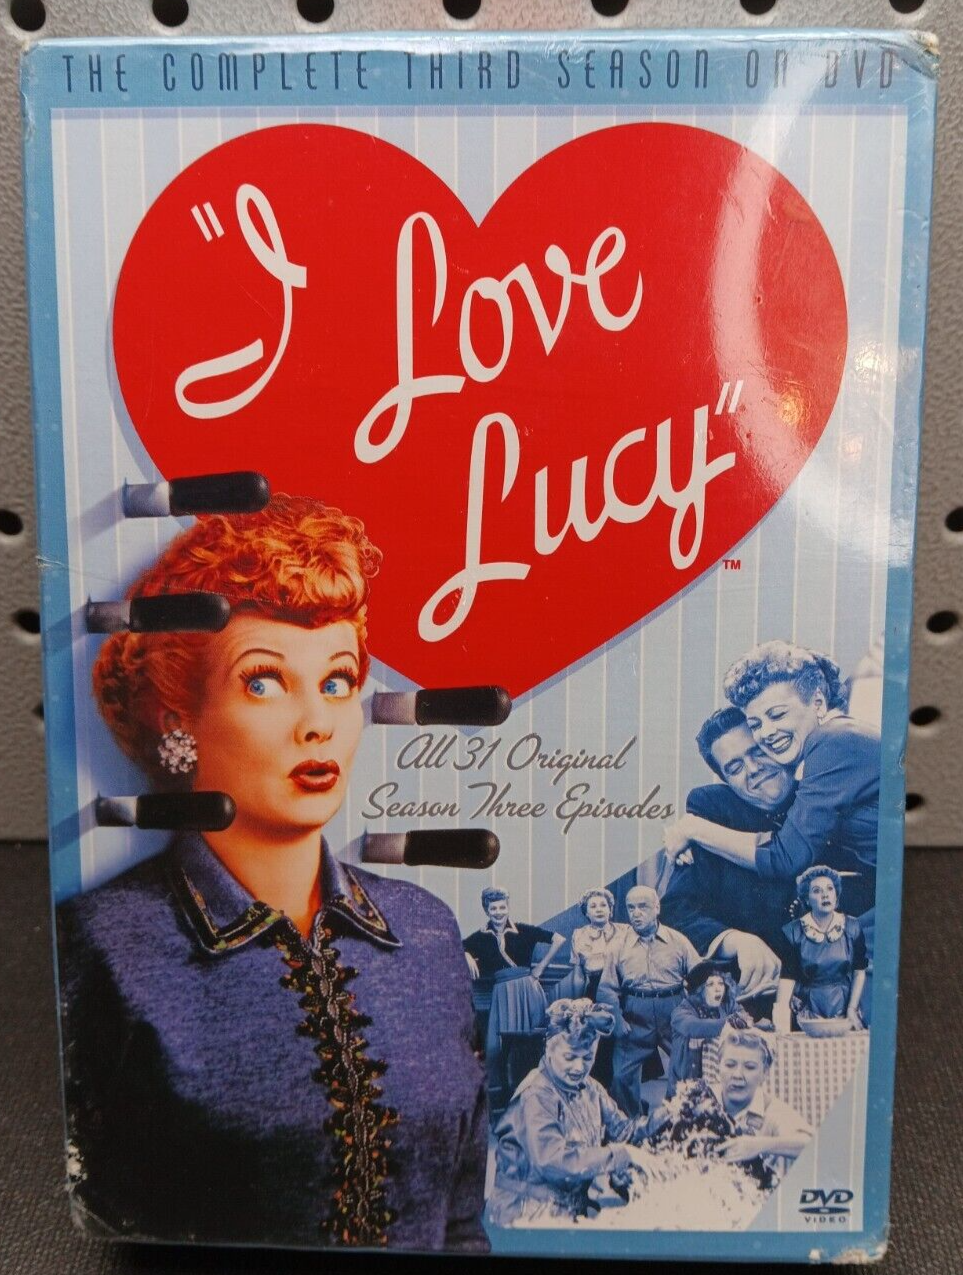 THE COMPLETE THIRD SEASON ON DVD
"I Love
Lucy"
TM
All 31 Original
Season Three Episodes
DVD
VIDEO